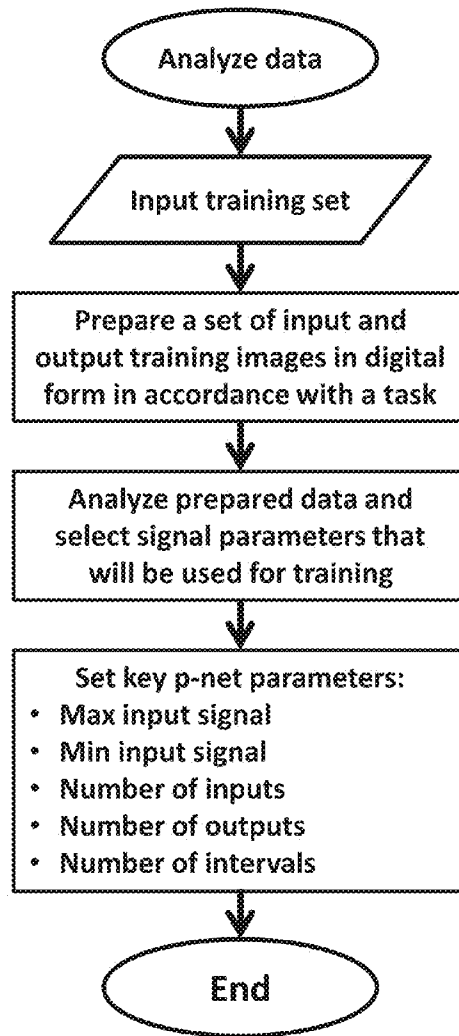 Analyze data
Input training set
Prepare a set of input and
output training images in digital
form in accordance with a task
Analyze prepared data and
select signal parameters that
will be used for training
Set key p-net parameters:
• Max input signal
• Min input signal
• Number of inputs
• Number of outputs
• Number of intervals
End